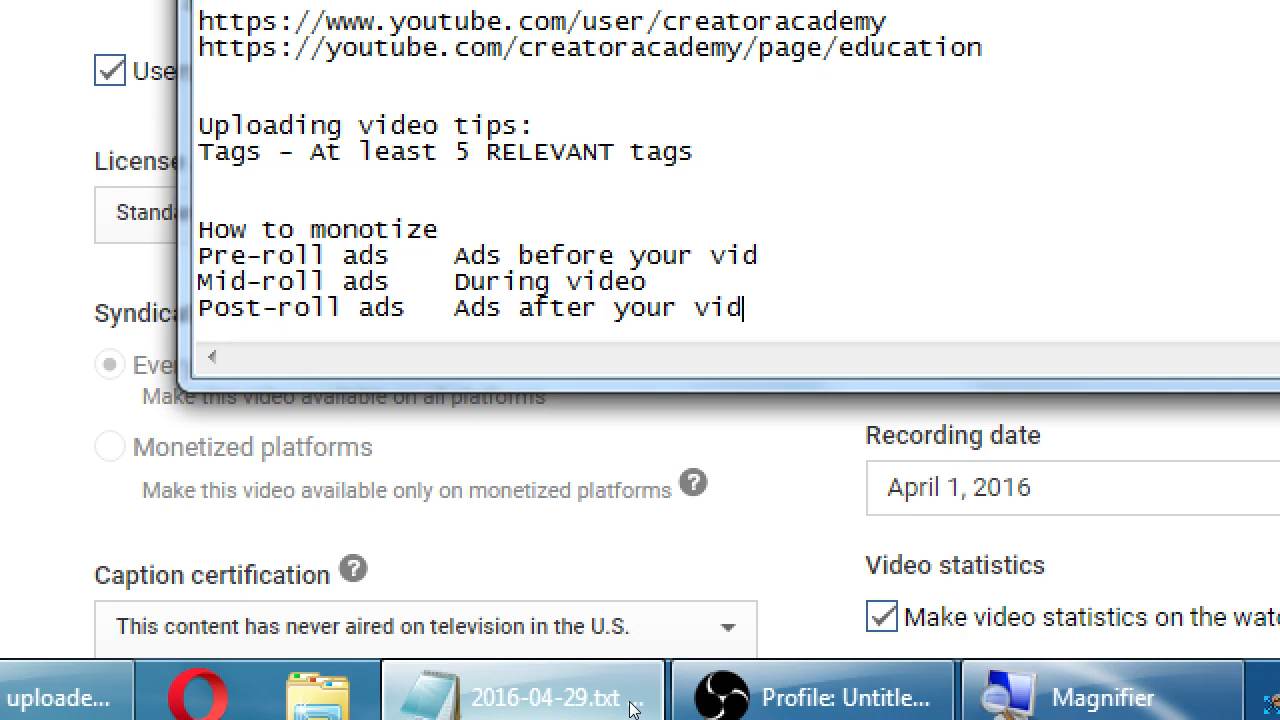 https://www.youtube.com/user/creatoracademy
https://youtube.com/creatoracademy/page/education
Uploading video tips:
Tags - At least 5 RELEVANT tags
How to monotize
Pre-roll ads Ads before your vid
Mid-roll ads During video
Post-roll ads Ads after your vid
Use
License
Standa
Syndica
Eve
Make this video available on all platforms
Monetized platforms
Make this video available only on monetized platforms ?
Caption certification ?
This content has never aired on television in the U.S.
Recording date
April 1, 2016
Video statistics
Make video statistics on the watc
uploade...
2016-04-29.txt ...
Profile: Untitle...
Magnifier